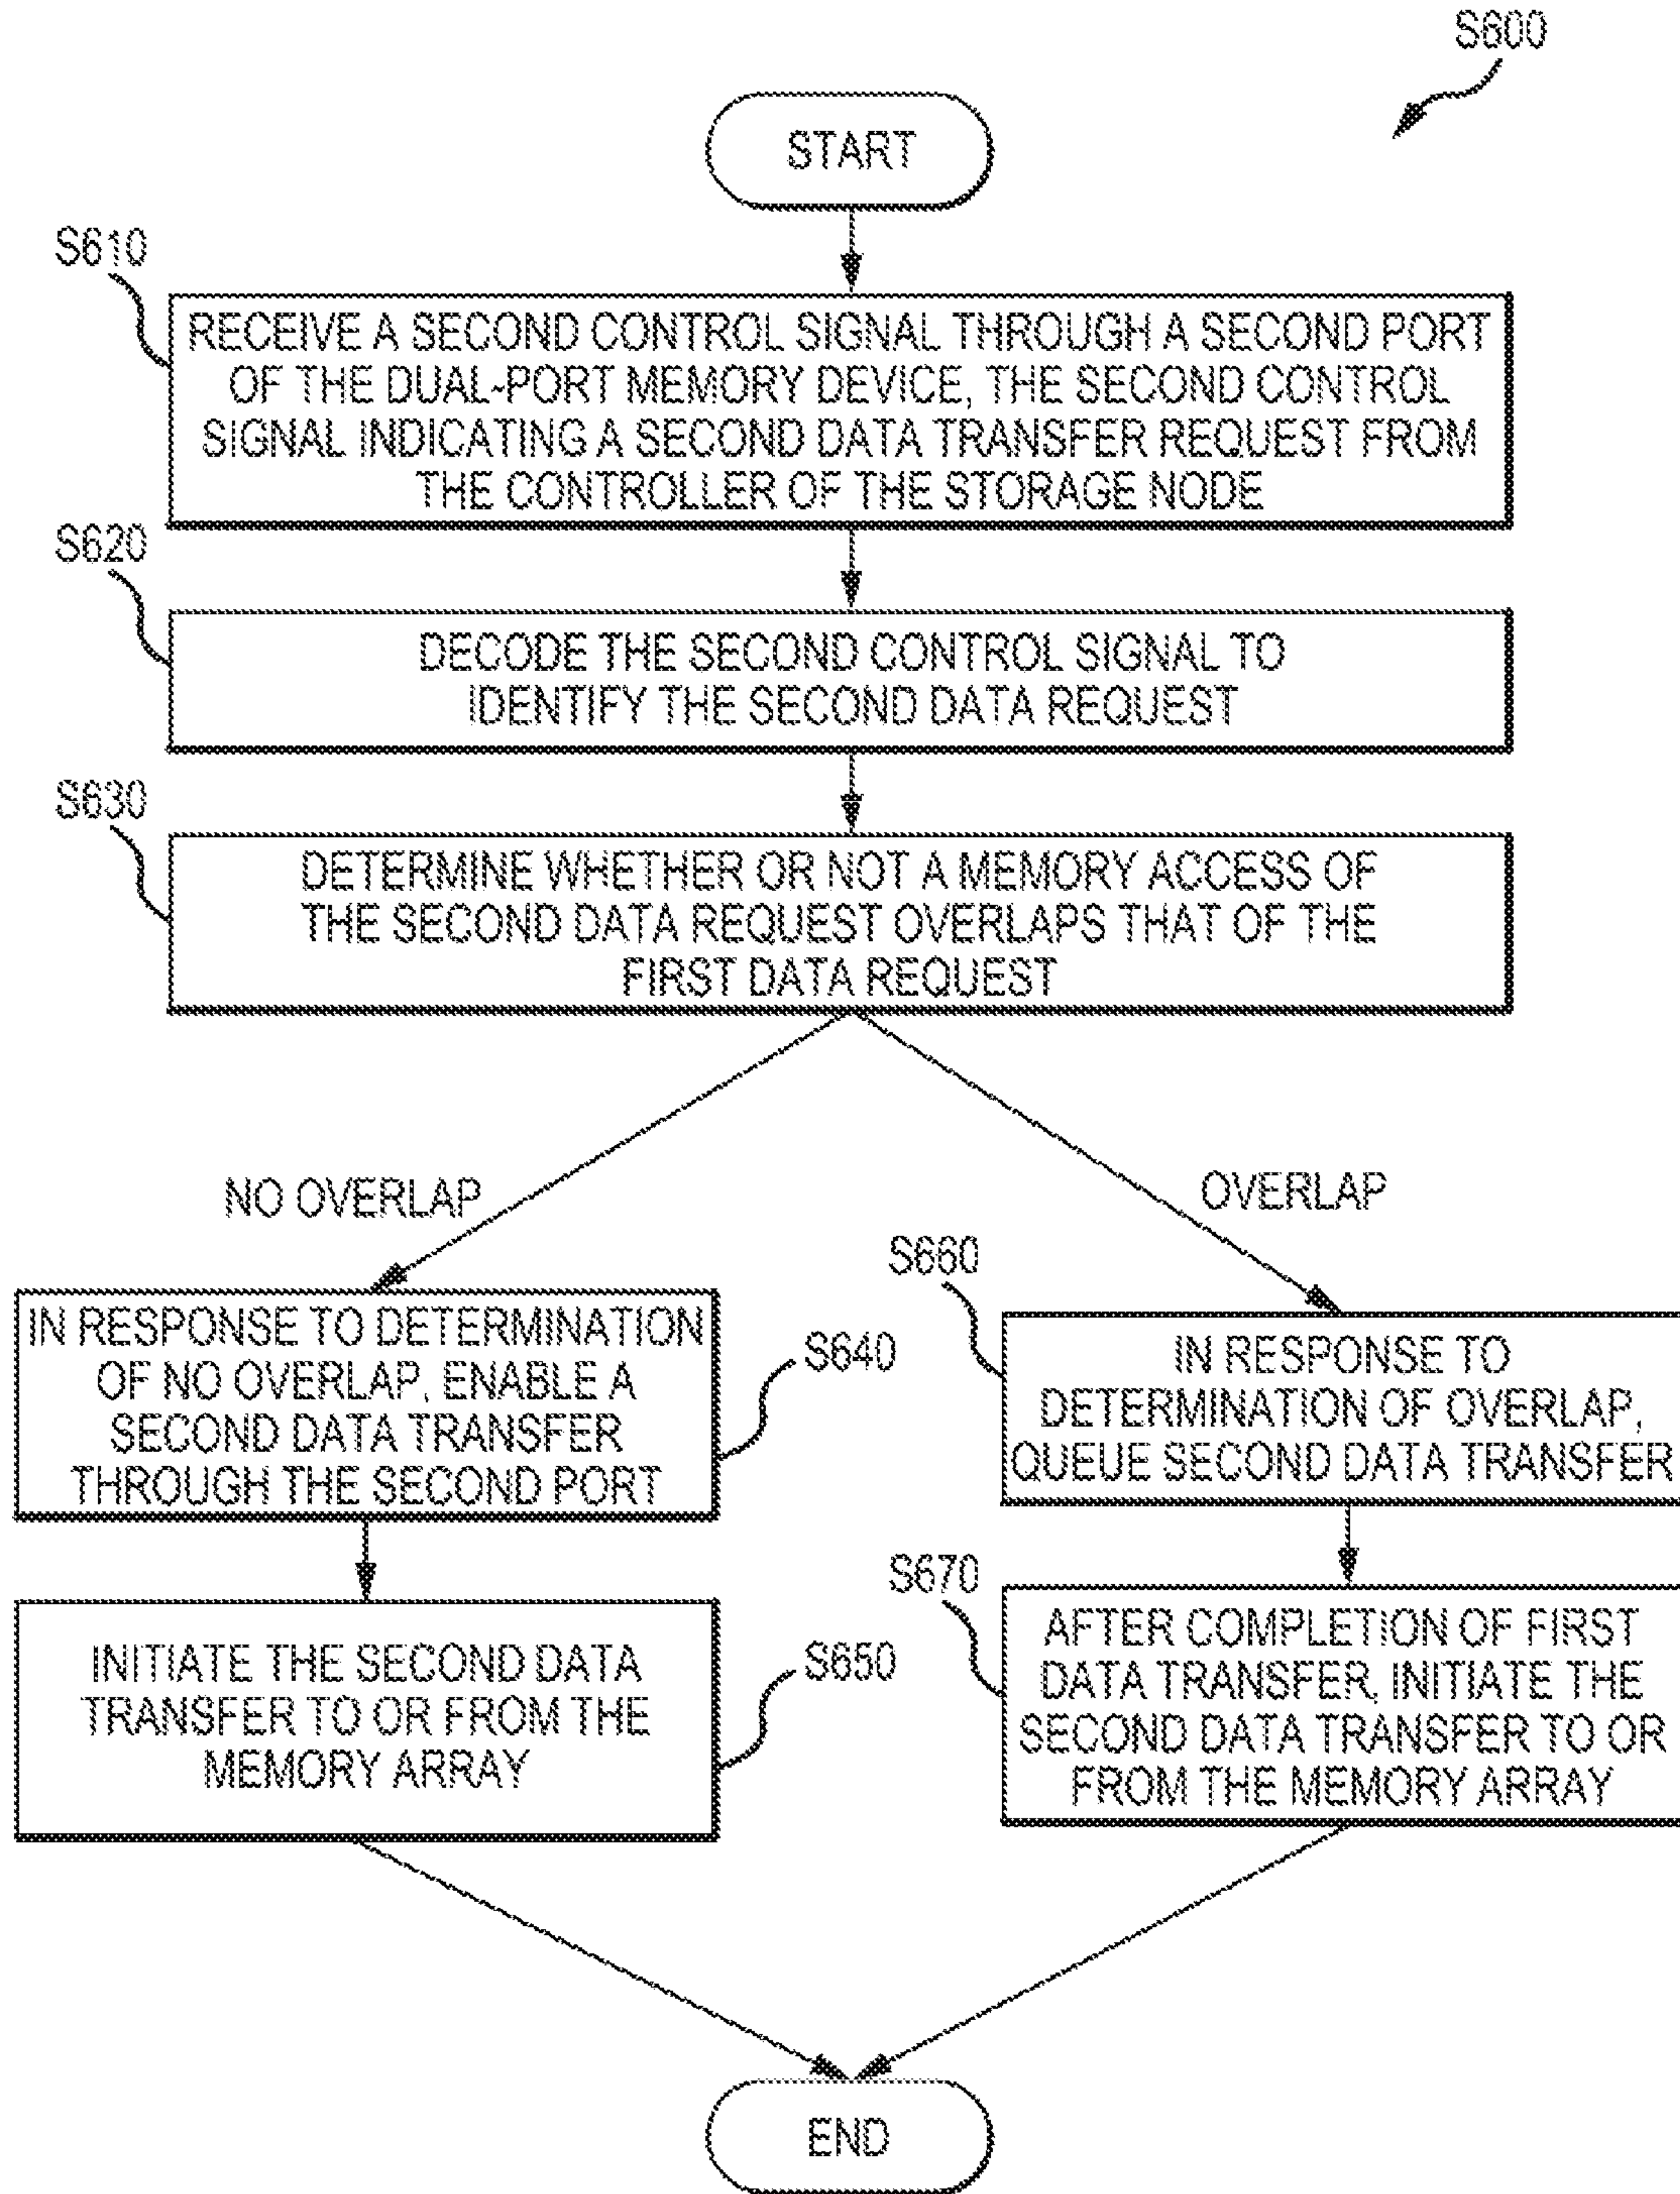 S600
START
S610
RECEIVE A SECOND CONTROL SIGNAL THROUGH A SECOND PORT
OF THE DUAL-PORT MEMORY DEVICE, THE SECOND CONTROL
SIGNAL INDICATING A SECOND DATA TRANSFER REQUEST FROM
THE CONTROLLER OF THE STORAGE NODE
S620
DECODE THE SECOND CONTROL SIGNAL TO
IDENTIFY THE SECOND DATA REQUEST
S630
DETERMINE WHETHER OR NOT A MEMORY ACCESS OF
THE SECOND DATA REQUEST OVERLAPS THAT OF THE
FIRST DATA REQUEST
NO OVERLAP
OVERLAP
IN RESPONSE TO DETERMINATION
OF NO OVERLAP, ENABLE A
SECOND DATA TRANSFER
THROUGH THE SECOND PORT
S640
S660
IN RESPONSE TO
DETERMINATION OF OVERLAP,
QUEUE SECOND DATA TRANSFER
INITIATE THE SECOND DATA
TRANSFER TO OR FROM THE
MEMORY ARRAY
S650
S670
AFTER COMPLETION OF FIRST
DATA TRANSFER, INITIATE THE
SECOND DATA TRANSFER TO OR
FROM THE MEMORY ARRAY
END